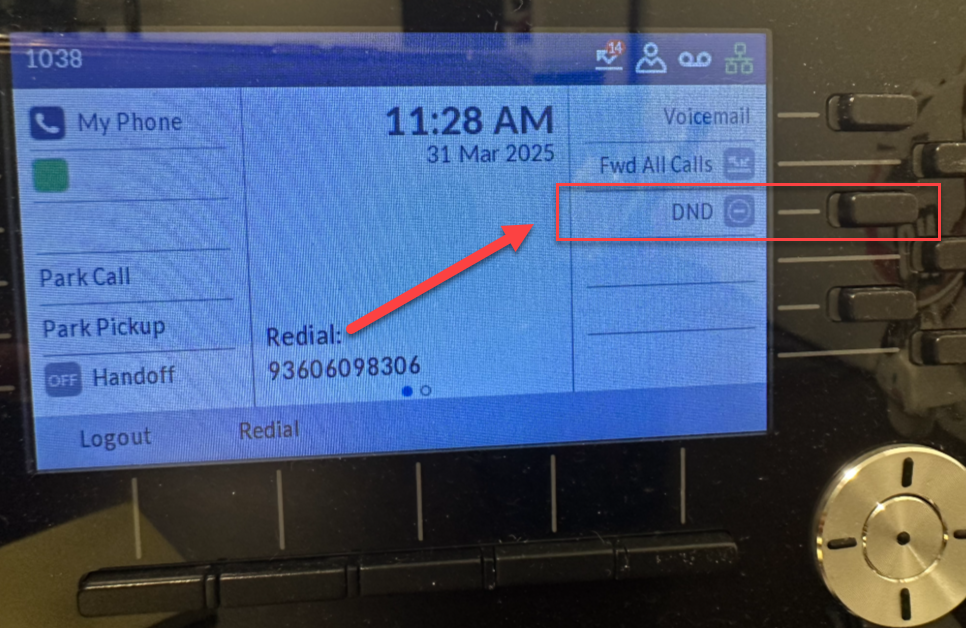 1038
14
My Phone
Park Call
Park Pickup
OFF Handoff
11:28 AM
31 Mar 2025
Redial:
93606098306
Voicemail
Fwd All Calls
DND
Logout
Redial